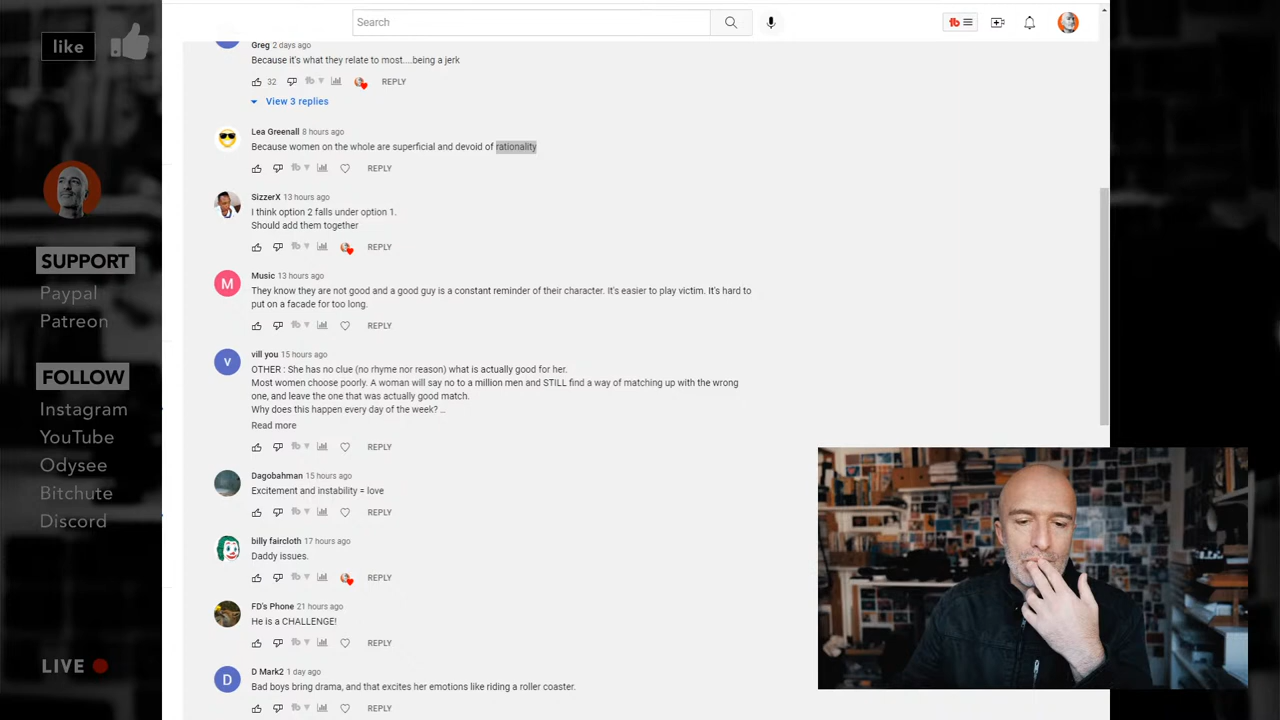 like
SUPPORT
Paypal
Patreon
FOLLOW
Instagram
YouTube
Odysee
Bitchute
Discord
LIVE
Search
tb
Greg 2 days ago
Because it's what they relate to most....being a jerk
32 tb REPLY
View 3 replies
Lea Greenall 8 hours ago
Because women on the whole are superficial and devoid of rationality
tb REPLY
SizzerX 13 hours ago
I think option 2 falls under option 1.
Should add them together
tb REPLY
M
Music 13 hours ago
They know they are not good and a good guy is a constant reminder of their character. It's easier to play victim. It's hard to
put on a facade for too long.
tb REPLY
V
vill you 15 hours ago
OTHER : She has no clue (no rhyme nor reason) what is actually good for her.
Most women choose poorly. A woman will say no to a million men and STILL find a way of matching up with the wrong
one, and leave the one that was actually good match.
Why does this happen every day of the week? ...
Read more
tb REPLY
Dagobahman 15 hours ago
Excitement and instability = love
tb REPLY
billy faircloth 17 hours ago
Daddy issues.
tb REPLY
FD's Phone 21 hours ago
He is a CHALLENGE!
tb REPLY
D
D Mark2 1 day ago
Bad boys bring drama, and that excites her emotions like riding a roller coaster.
tb REPLY